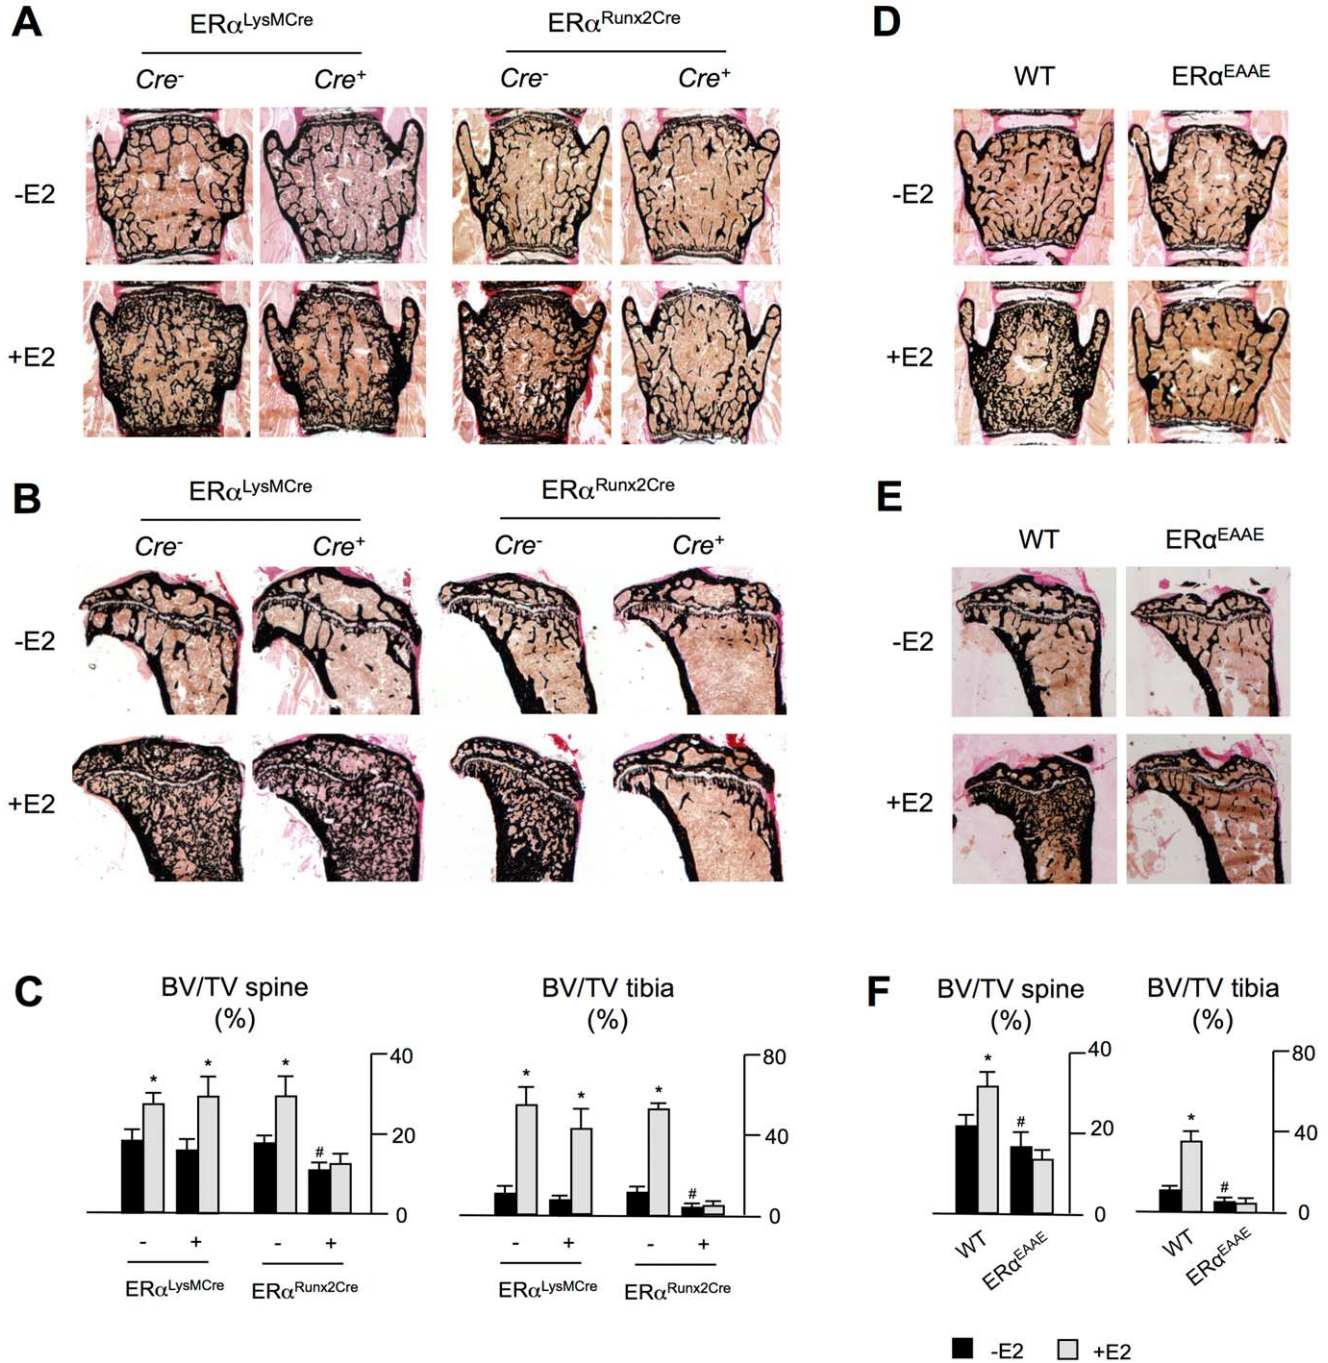 A
ERα^LysMCre
ERα^Runx2Cre
Cre⁻
Cre⁺
Cre⁻
Cre⁺
-E2
+E2
B
ERα^LysMCre
ERα^Runx2Cre
Cre⁻
Cre⁺
Cre⁻
Cre⁺
-E2
+E2
C
BV/TV spine
(%)
* * *
#
40
20
0
- + - +
ERα^LysMCre
ERα^Runx2Cre
BV/TV tibia
(%)
* * *
#
80
40
0
- + - +
ERα^LysMCre
ERα^Runx2Cre
D
WT
ERα^EAAE
-E2
+E2
E
WT
ERα^EAAE
-E2
+E2
F
BV/TV spine
(%)
*
#
40
20
0
WT
ERα^EAAE
BV/TV tibia
(%)
*
#
80
40
0
WT
ERα^EAAE
-E2
+E2